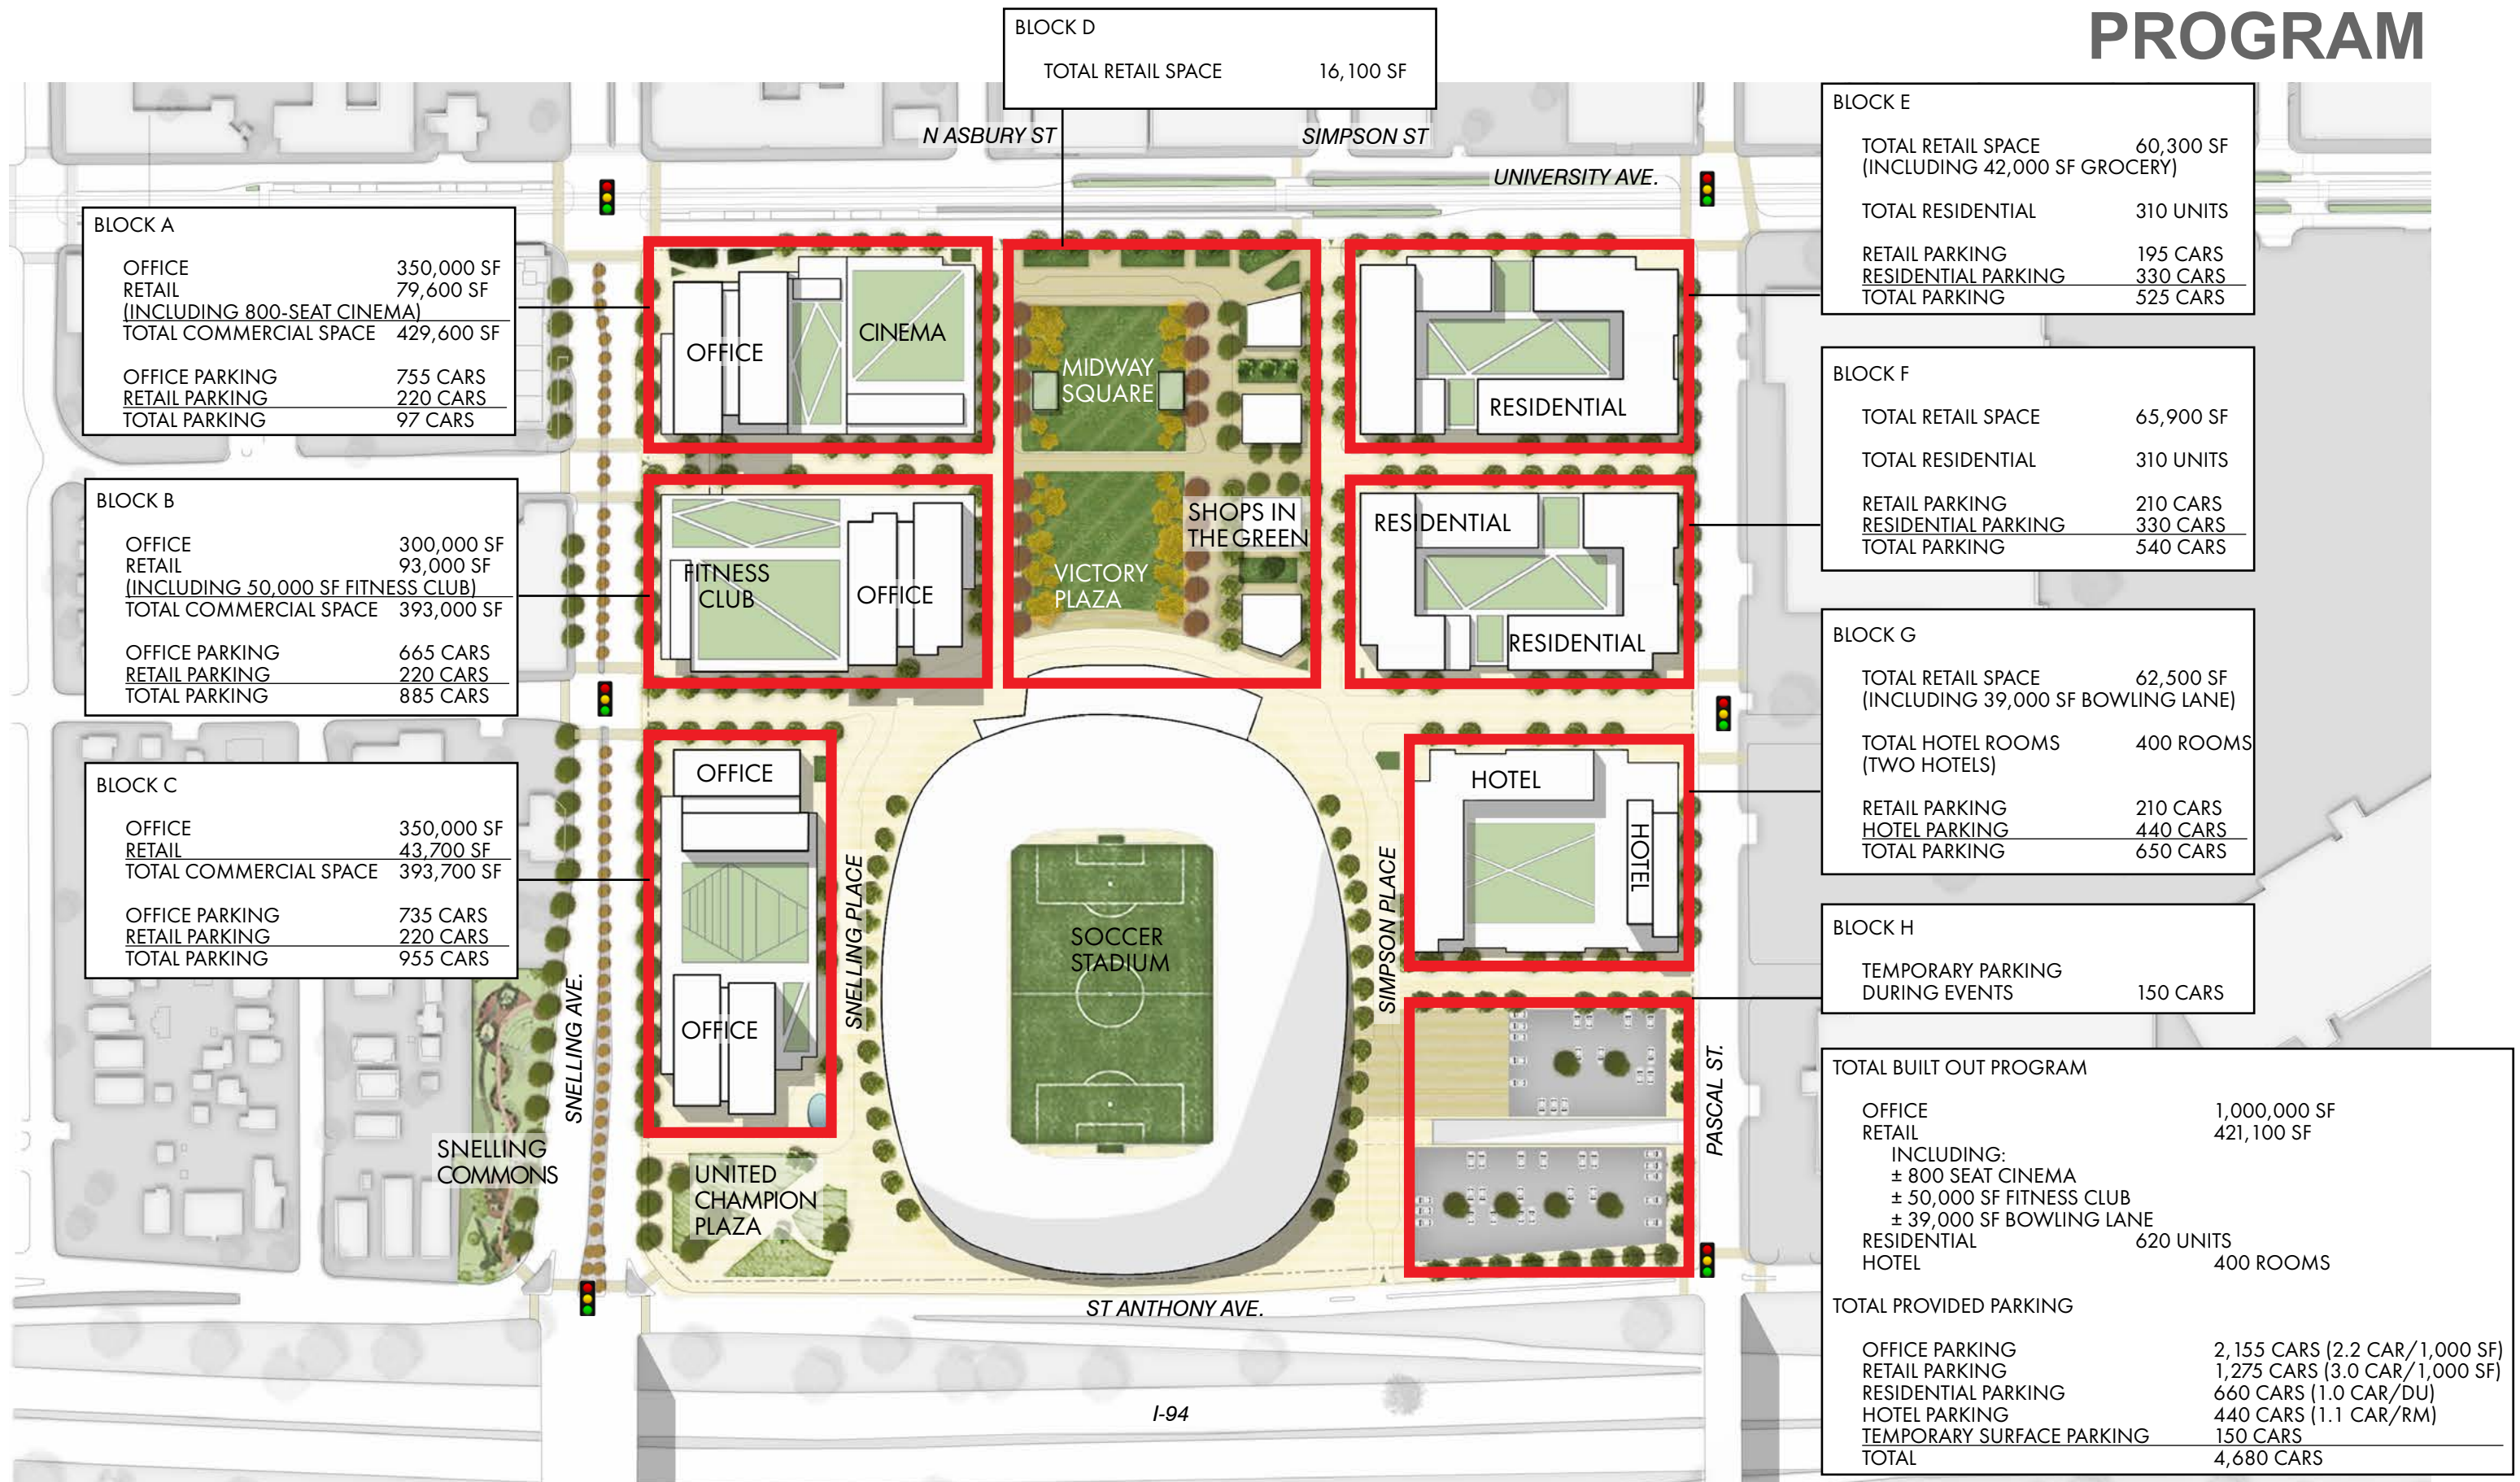 PROGRAM
BLOCK D
TOTAL RETAIL SPACE 16,100 SF
N ASBURY ST
SIMPSON ST
UNIVERSITY AVE.
BLOCK A
OFFICE 350,000 SF
RETAIL 79,600 SF
(INCLUDING 800-SEAT CINEMA)
TOTAL COMMERCIAL SPACE 429,600 SF
OFFICE PARKING 755 CARS
RETAIL PARKING 220 CARS
TOTAL PARKING 97 CARS
BLOCK B
OFFICE 300,000 SF
RETAIL 93,000 SF
(INCLUDING 50,000 SF FITNESS CLUB)
TOTAL COMMERCIAL SPACE 393,000 SF
OFFICE PARKING 665 CARS
RETAIL PARKING 220 CARS
TOTAL PARKING 885 CARS
BLOCK C
OFFICE 350,000 SF
RETAIL 43,700 SF
TOTAL COMMERCIAL SPACE 393,700 SF
OFFICE PARKING 735 CARS
RETAIL PARKING 220 CARS
TOTAL PARKING 955 CARS
OFFICE
CINEMA
MIDWAY
SQUARE
RESIDENTIAL
FITNESS
CLUB
OFFICE
VICTORY
PLAZA
SHOPS IN
THE GREEN
RESIDENTIAL
RESIDENTIAL
OFFICE
OFFICE
SNELLING PLACE
SOCCER
STADIUM
SIMPSON PLACE
HOTEL
HOTEL
SNELLING AVE.
PASCAL ST.
SNELLING
COMMONS
UNITED
CHAMPION
PLAZA
ST ANTHONY AVE.
I-94
BLOCK E
TOTAL RETAIL SPACE 60,300 SF
(INCLUDING 42,000 SF GROCERY)
TOTAL RESIDENTIAL 310 UNITS
RETAIL PARKING 195 CARS
RESIDENTIAL PARKING 330 CARS
TOTAL PARKING 525 CARS
BLOCK F
TOTAL RETAIL SPACE 65,900 SF
TOTAL RESIDENTIAL 310 UNITS
RETAIL PARKING 210 CARS
RESIDENTIAL PARKING 330 CARS
TOTAL PARKING 540 CARS
BLOCK G
TOTAL RETAIL SPACE 62,500 SF
(INCLUDING 39,000 SF BOWLING LANE)
TOTAL HOTEL ROOMS 400 ROOMS
(TWO HOTELS)
RETAIL PARKING 210 CARS
HOTEL PARKING 440 CARS
TOTAL PARKING 650 CARS
BLOCK H
TEMPORARY PARKING
DURING EVENTS 150 CARS
TOTAL BUILT OUT PROGRAM
OFFICE 1,000,000 SF
RETAIL 421,100 SF
INCLUDING:
± 800 SEAT CINEMA
± 50,000 SF FITNESS CLUB
± 39,000 SF BOWLING LANE
RESIDENTIAL 620 UNITS
HOTEL 400 ROOMS
TOTAL PROVIDED PARKING
OFFICE PARKING 2,155 CARS (2.2 CAR/1,000 SF)
RETAIL PARKING 1,275 CARS (3.0 CAR/1,000 SF)
RESIDENTIAL PARKING 660 CARS (1.0 CAR/DU)
HOTEL PARKING 440 CARS (1.1 CAR/RM)
TEMPORARY SURFACE PARKING 150 CARS
TOTAL 4,680 CARS